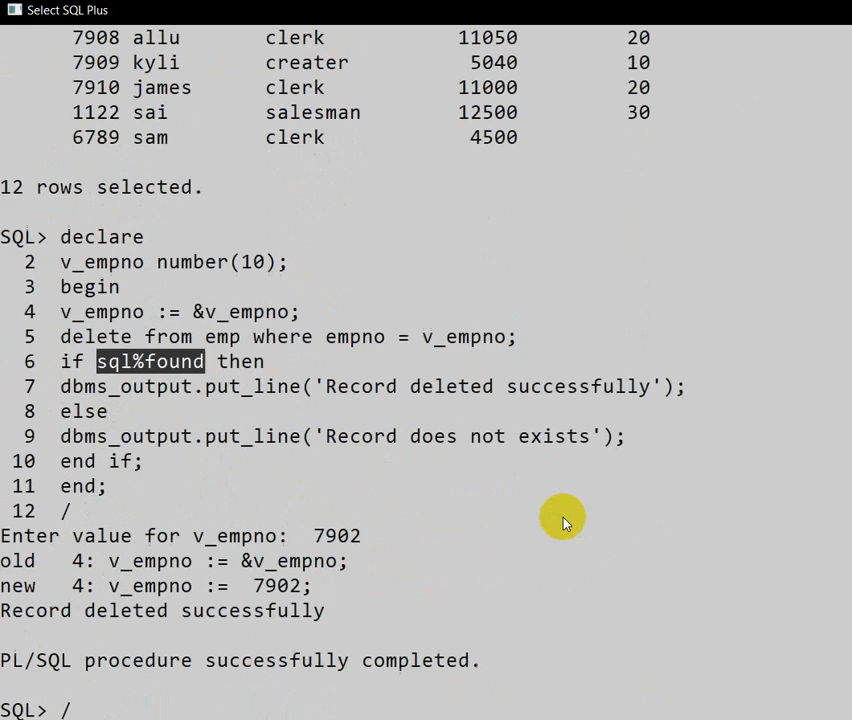 Select SQL Plus
7908 allu clerk 11050 20
7909 kyli creater 5040 10
7910 james clerk 11000 20
1122 sai salesman 12500 30
6789 sam clerk 4500
12 rows selected.
SQL> declare
2 v_empno number(10);
3 begin
4 v_empno := &v_empno;
5 delete from emp where empno = v_empno;
6 if sql%found then
7 dbms_output.put_line('Record deleted successfully');
8 else
9 dbms_output.put_line('Record does not exists');
10 end if;
11 end;
12 /
Enter value for v_empno: 7902
old 4: v_empno := &v_empno;
new 4: v_empno := 7902;
Record deleted successfully
PL/SQL procedure successfully completed.
SQL> /